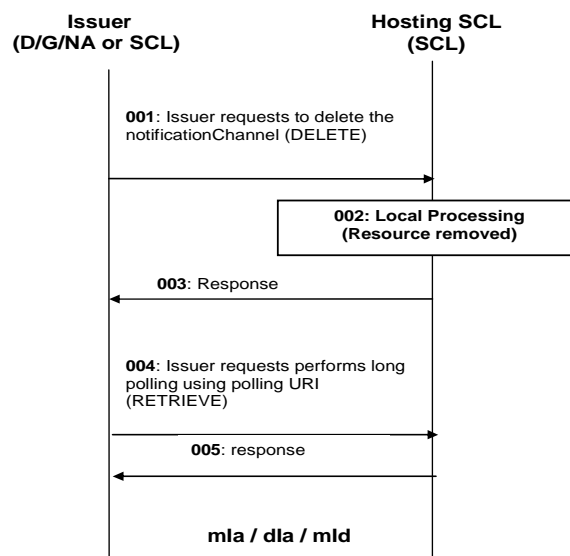 Issuer
(D/G/NA or SCL)
Hosting SCL
(SCL)
001: Issuer requests to delete the
notificationChannel (DELETE)
002: Local Processing
(Resource removed)
003: Response
004: Issuer requests performs long
polling using polling URI
(RETRIEVE)
005: response
mIa / dIa / mId